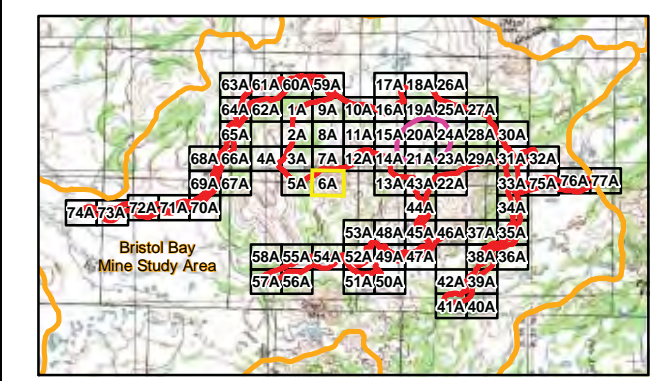 63A 61A 60A 59A 17A 18A 26A
64A 62A 1A 9A 10A 16A 19A 25A 27A
65A 2A 8A 11A 15A 20A 24A 28A 30A
68A 66A 4A 3A 7A 12A 14A 21A 23A 29A 31A 32A
69A 67A 5A 6A 13A 43A 22A 33A 75A 76A 77A
74A 73A 72A 71A 70A 44A 34A
53A 48A 45A 46A 37A 35A
Bristol Bay
Mine Study Area
58A 55A 54A 52A 49A 47A 38A 36A
57A 56A 51A 50A 42A 39A
41A 40A